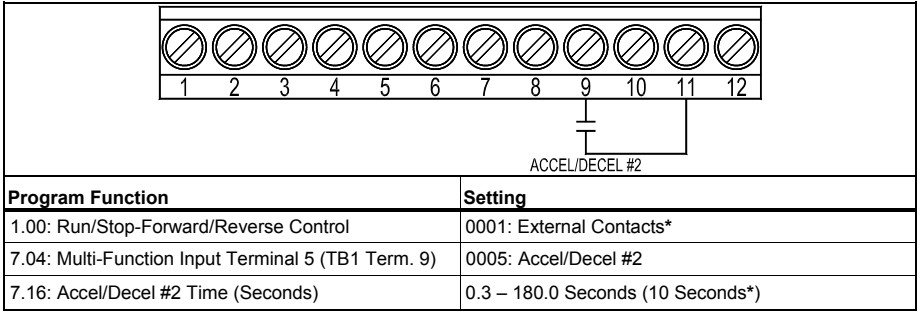 1 2 3 4 5 6 7 8 9 10 11 12
ACCEL/DECEL #2
Program Function Setting
1.00: Run/Stop-Forward/Reverse Control 0001: External Contacts*
7.04: Multi-Function Input Terminal 5 (TB1 Term. 9) 0005: Accel/Decel #2
7.16: Accel/Decel #2 Time (Seconds) 0.3 – 180.0 Seconds (10 Seconds*)